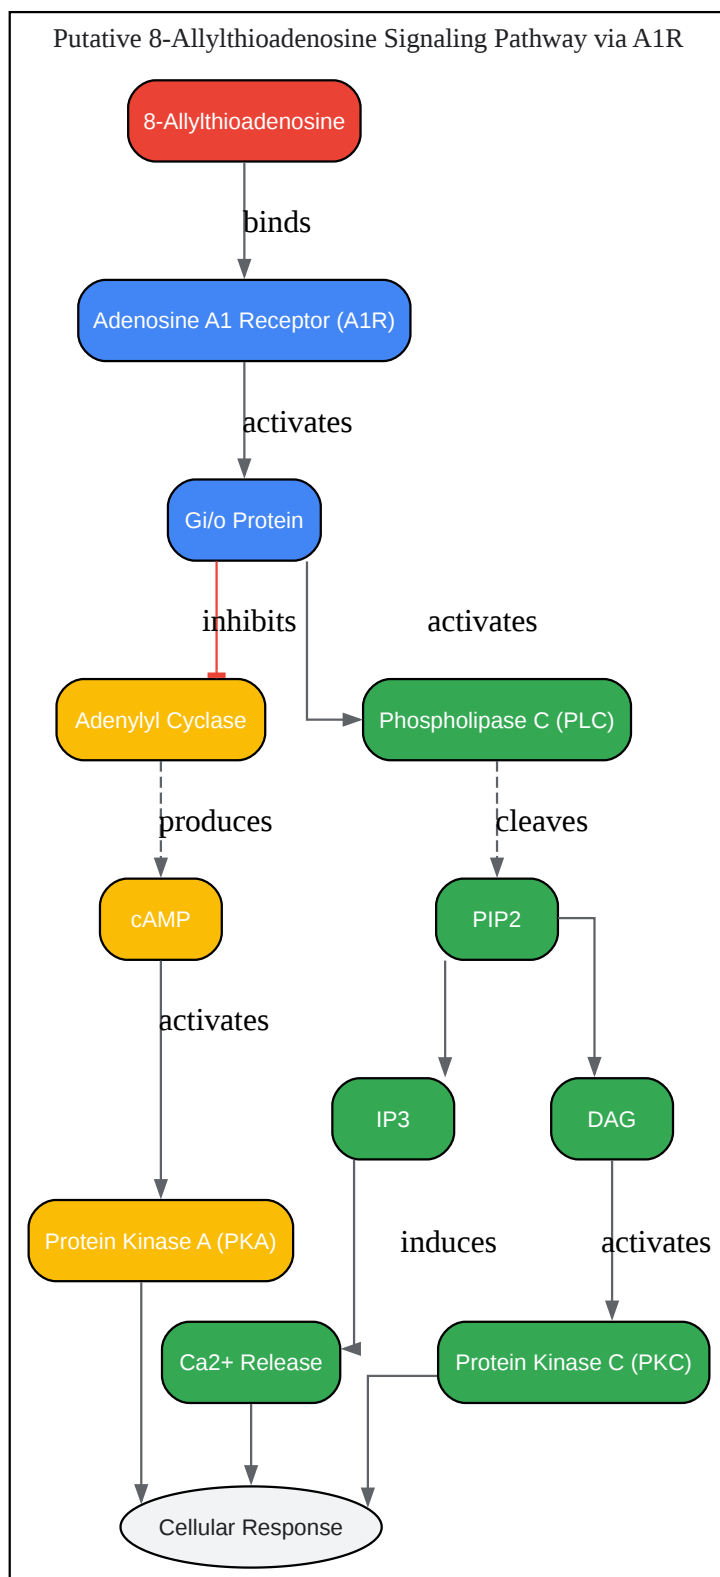 Putative 8-Allylthioadenosine Signaling Pathway via A1R
8-Allylthioadenosine
binds
Adenosine A1 Receptor (A1R)
activates
Gi/o Protein
inhibits
activates
Adenylyl Cyclase
Phospholipase C (PLC)
produces
cleaves
cAMP
PIP2
activates
IP3
DAG
Protein Kinase A (PKA)
induces
activates
Ca2+ Release
Protein Kinase C (PKC)
Cellular Response